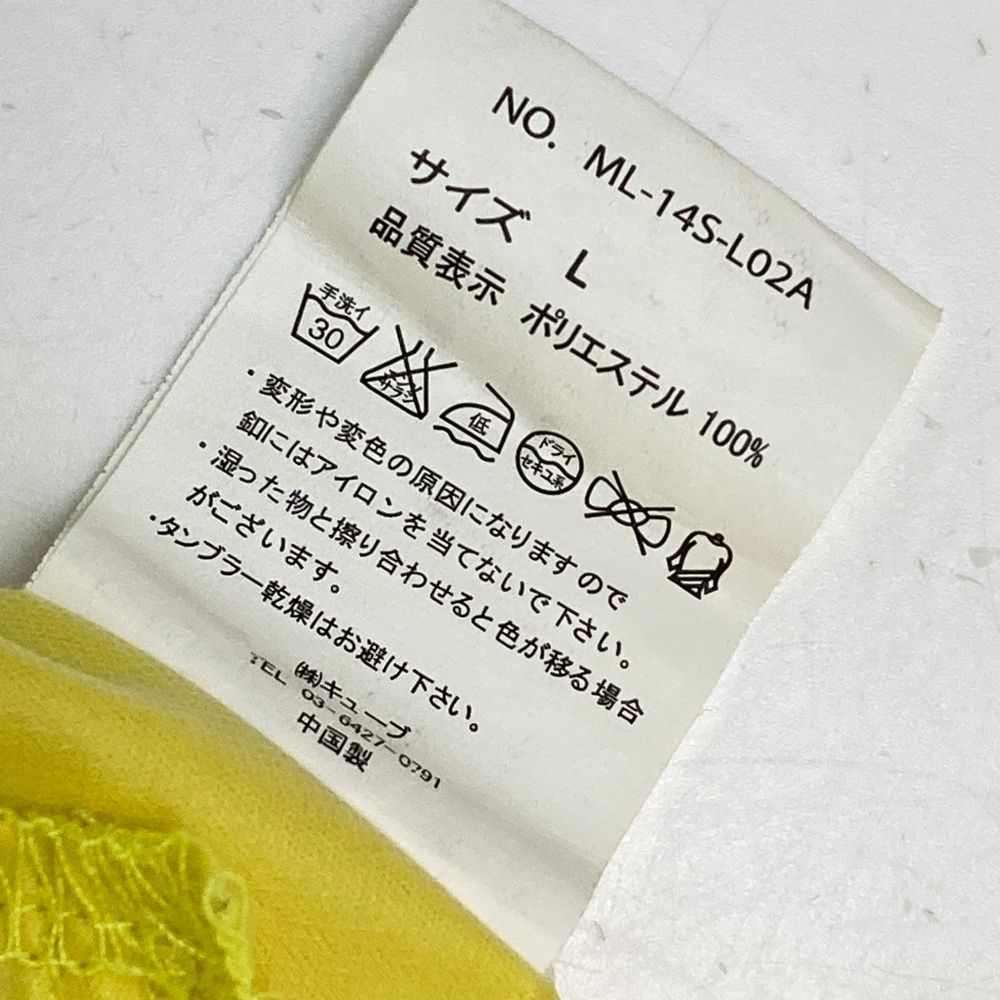 NO. ML-14S-L02A
サイズ L
品質表示 ポリエステル 100%
手洗イ 30 サラシ 低 ドライ セキユ系
・変形や変色の原因になりますので
釦にはアイロンを当てないで下さい。
・湿った物と擦り合わせると色が移る場合
がございます。
・タンブラー乾燥はお避け下さい。
㈱キューブ
TEL 03-6427-0791
中国製